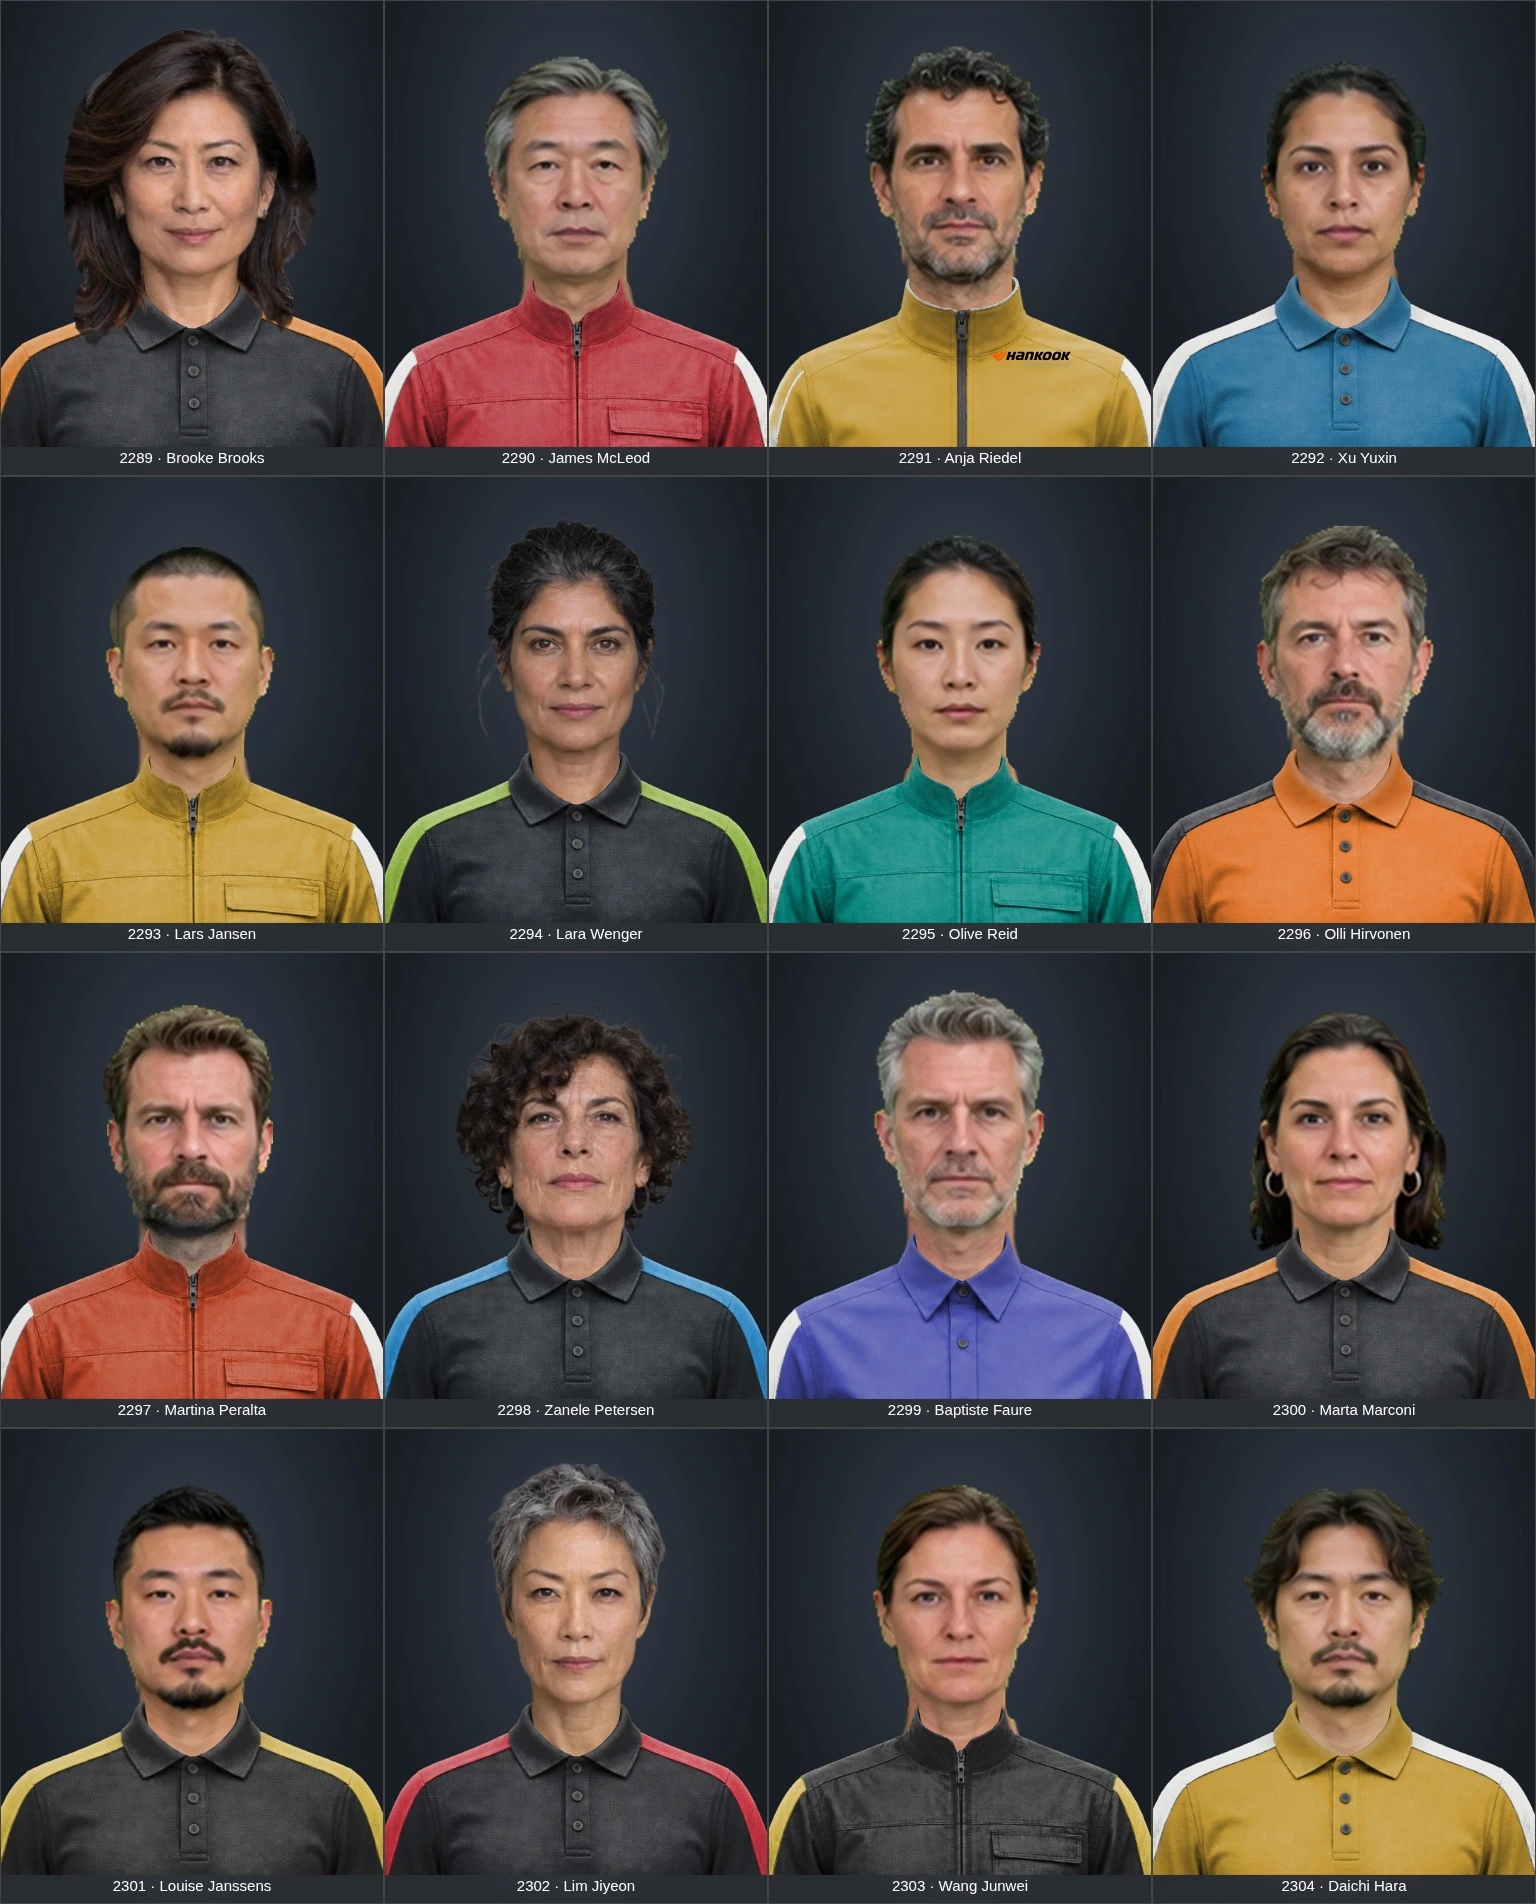 HANKOOK
2289 · Brooke Brooks
2290 · James McLeod
2291 · Anja Riedel
2292 · Xu Yuxin
2293 · Lars Jansen
2294 · Lara Wenger
2295 · Olive Reid
2296 · Olli Hirvonen
2297 · Martina Peralta
2298 · Zanele Petersen
2299 · Baptiste Faure
2300 · Marta Marconi
2301 · Louise Janssens
2302 · Lim Jiyeon
2303 · Wang Junwei
2304 · Daichi Hara